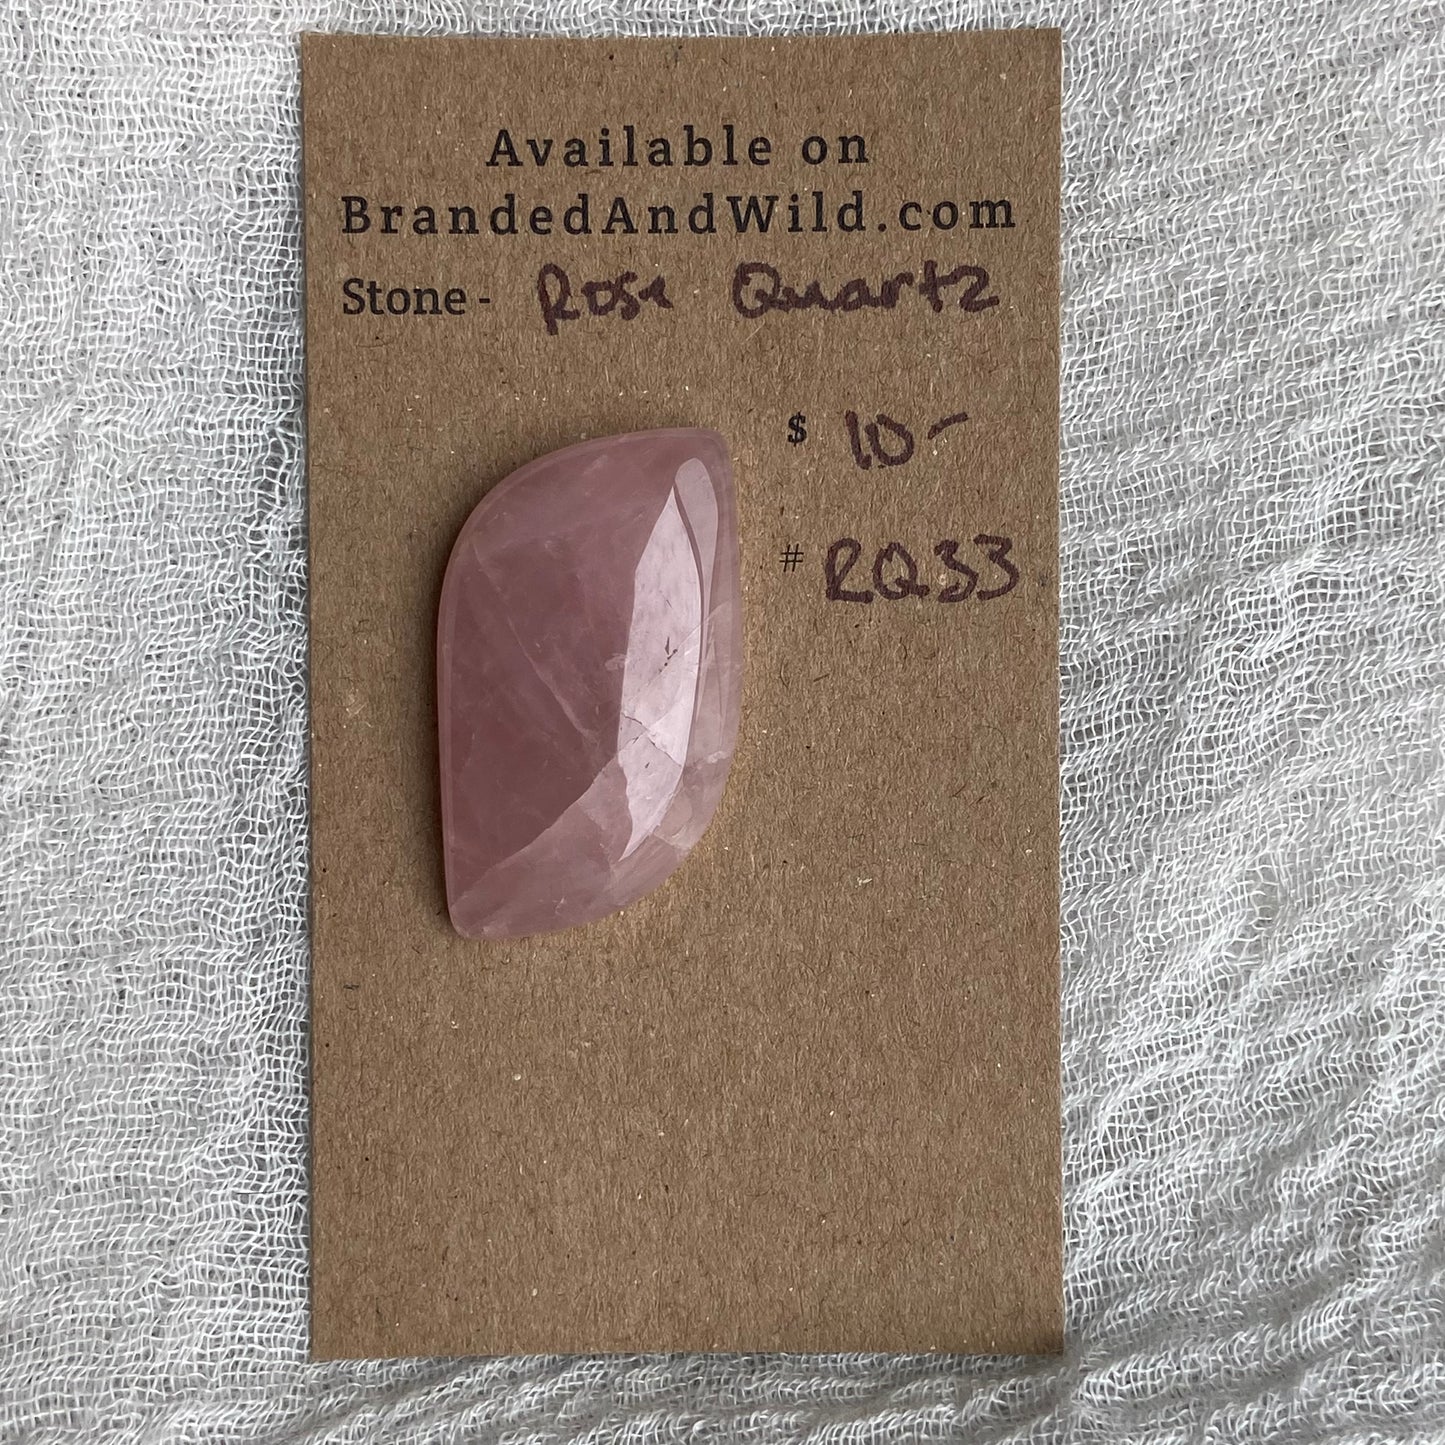 Available on
BrandedAndWild.com
Stone - Rose Quartz
$ 10-
# RQ33